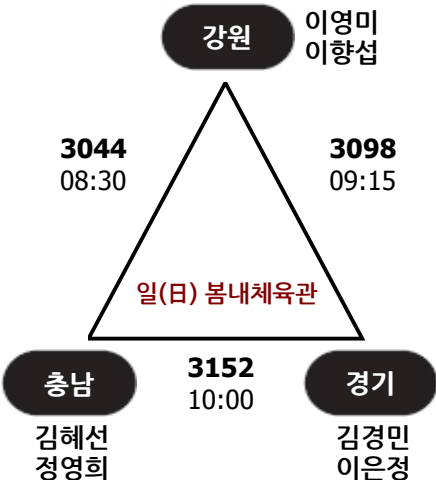 강원
이영미
이향섭
3044
08:30
3098
09:15
일(日) 봄내체육관
충남
3152
10:00
경기
김혜선
정영희
김경민
이은정